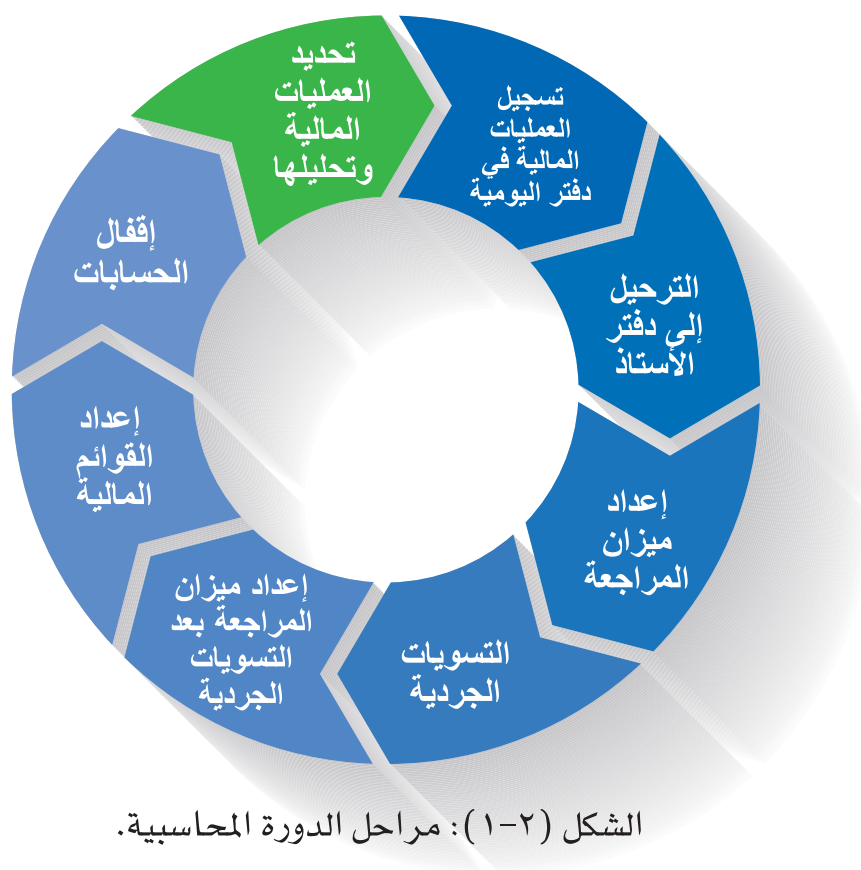 تحديد
العمليات
المالية
وتحليلها
تسجيل
العمليات
المالية في
دفتر اليومية
الترحيل
إلى دفتر
الأستاذ
إعداد
ميزان
المراجعة
التسويات
الجردية
إعداد ميزان
المراجعة بعد
التسويات
الجردية
إعداد
القوائم
المالية
إقفال
الحسابات
الشكل (٢-١): مراحل الدورة المحاسبية.